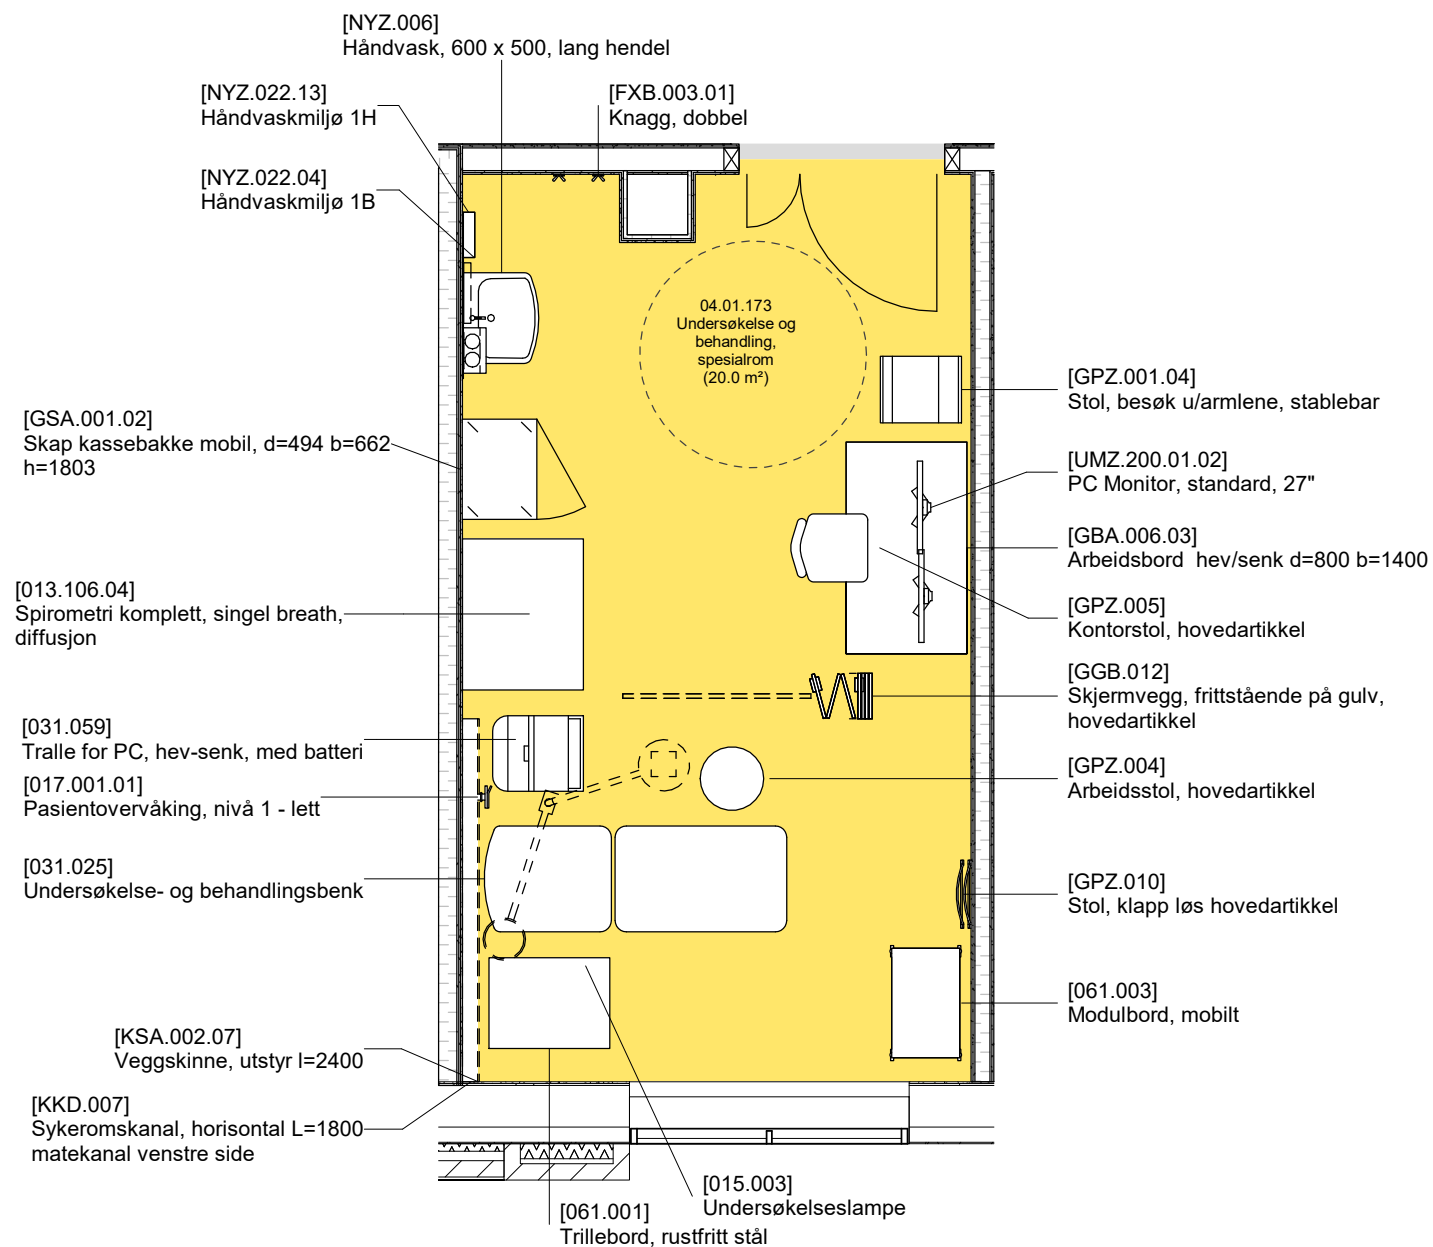 [NYZ.006]
Håndvask, 600 x 500, lang hendel
[NYZ.022.13]
Håndvaskmiljø 1H
[FXB.003.01]
Knagg, dobbel
[NYZ.022.04]
Håndvaskmiljø 1B
04.01.173
Undersøkelse og
behandling,
spesialrom
(20.0 m²)
[GPZ.001.04]
Stol, besøk u/armlene, stablebar
[GSA.001.02]
Skap kassebakke mobil, d=494 b=662
h=1803
[UMZ.200.01.02]
PC Monitor, standard, 27"
[GBA.006.03]
Arbeidsbord hev/senk d=800 b=1400
[013.106.04]
Spirometri komplett, singel breath,
diffusjon
[GPZ.005]
Kontorstol, hovedartikkel
[GGB.012]
Skjermvegg, frittstående på gulv,
hovedartikkel
[031.059]
Tralle for PC, hev-senk, med batteri
[GPZ.004]
Arbeidsstol, hovedartikkel
[017.001.01]
Pasientovervåking, nivå 1 - lett
[031.025]
Undersøkelse- og behandlingsbenk
[GPZ.010]
Stol, klapp løs hovedartikkel
[061.003]
Modulbord, mobilt
[KSA.002.07]
Veggskinne, utstyr l=2400
[KKD.007]
Sykeromskanal, horisontal L=1800
matekanal venstre side
[015.003]
Undersøkelseslampe
[061.001]
Trillebord, rustfritt stål